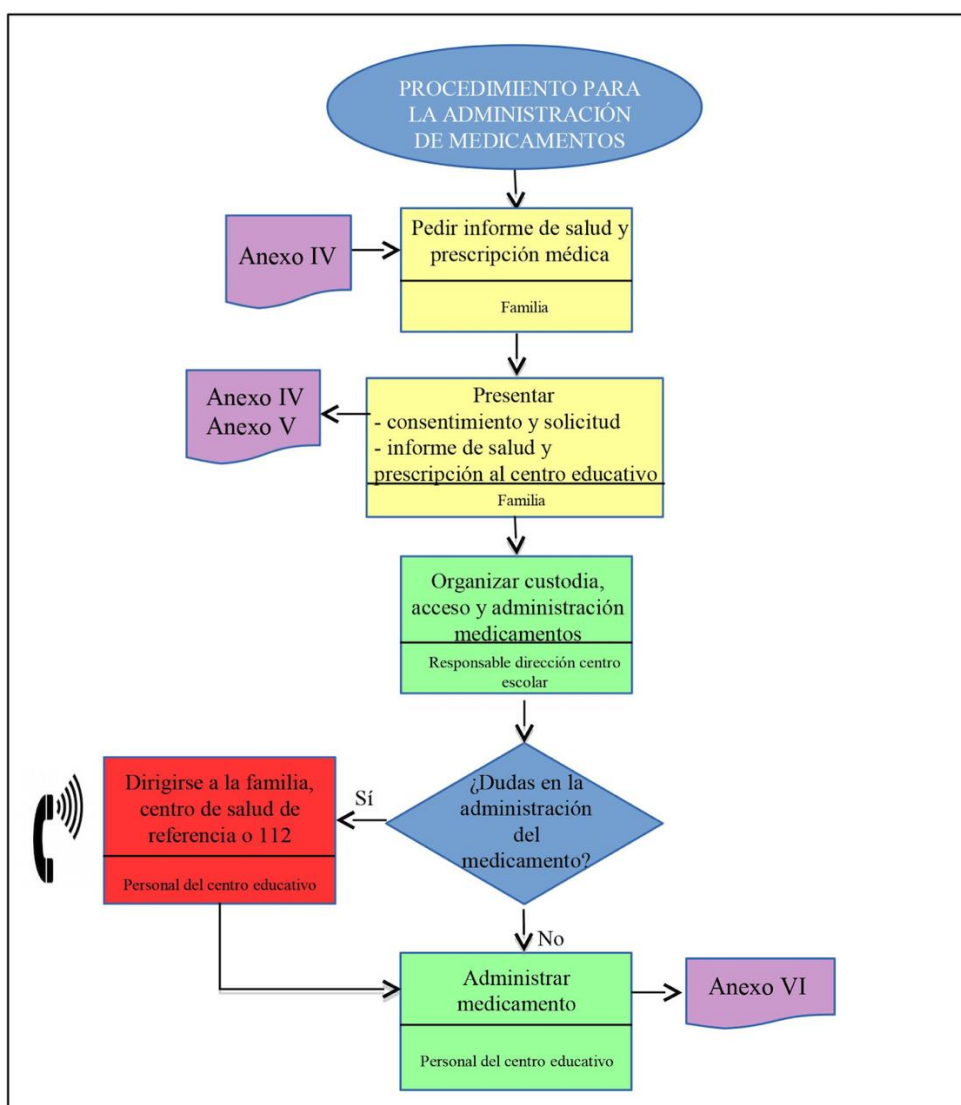 PROCEDIMIENTO PARA
LA ADMINISTRACIÓN
DE MEDICAMENTOS
Anexo IV
Pedir informe de salud y
prescripción médica
Familia
Anexo IV
Anexo V
Presentar
- consentimiento y solicitud
- informe de salud y
prescripción al centro educativo
Familia
Organizar custodia,
acceso y administración
medicamentos
Responsable dirección centro
escolar
¿Dudas en la
administración
del
medicamento?
Sí
Dirigirse a la familia,
centro de salud de
referencia o 112
Personal del centro educativo
No
Administrar
medicamento
Personal del centro educativo
Anexo VI